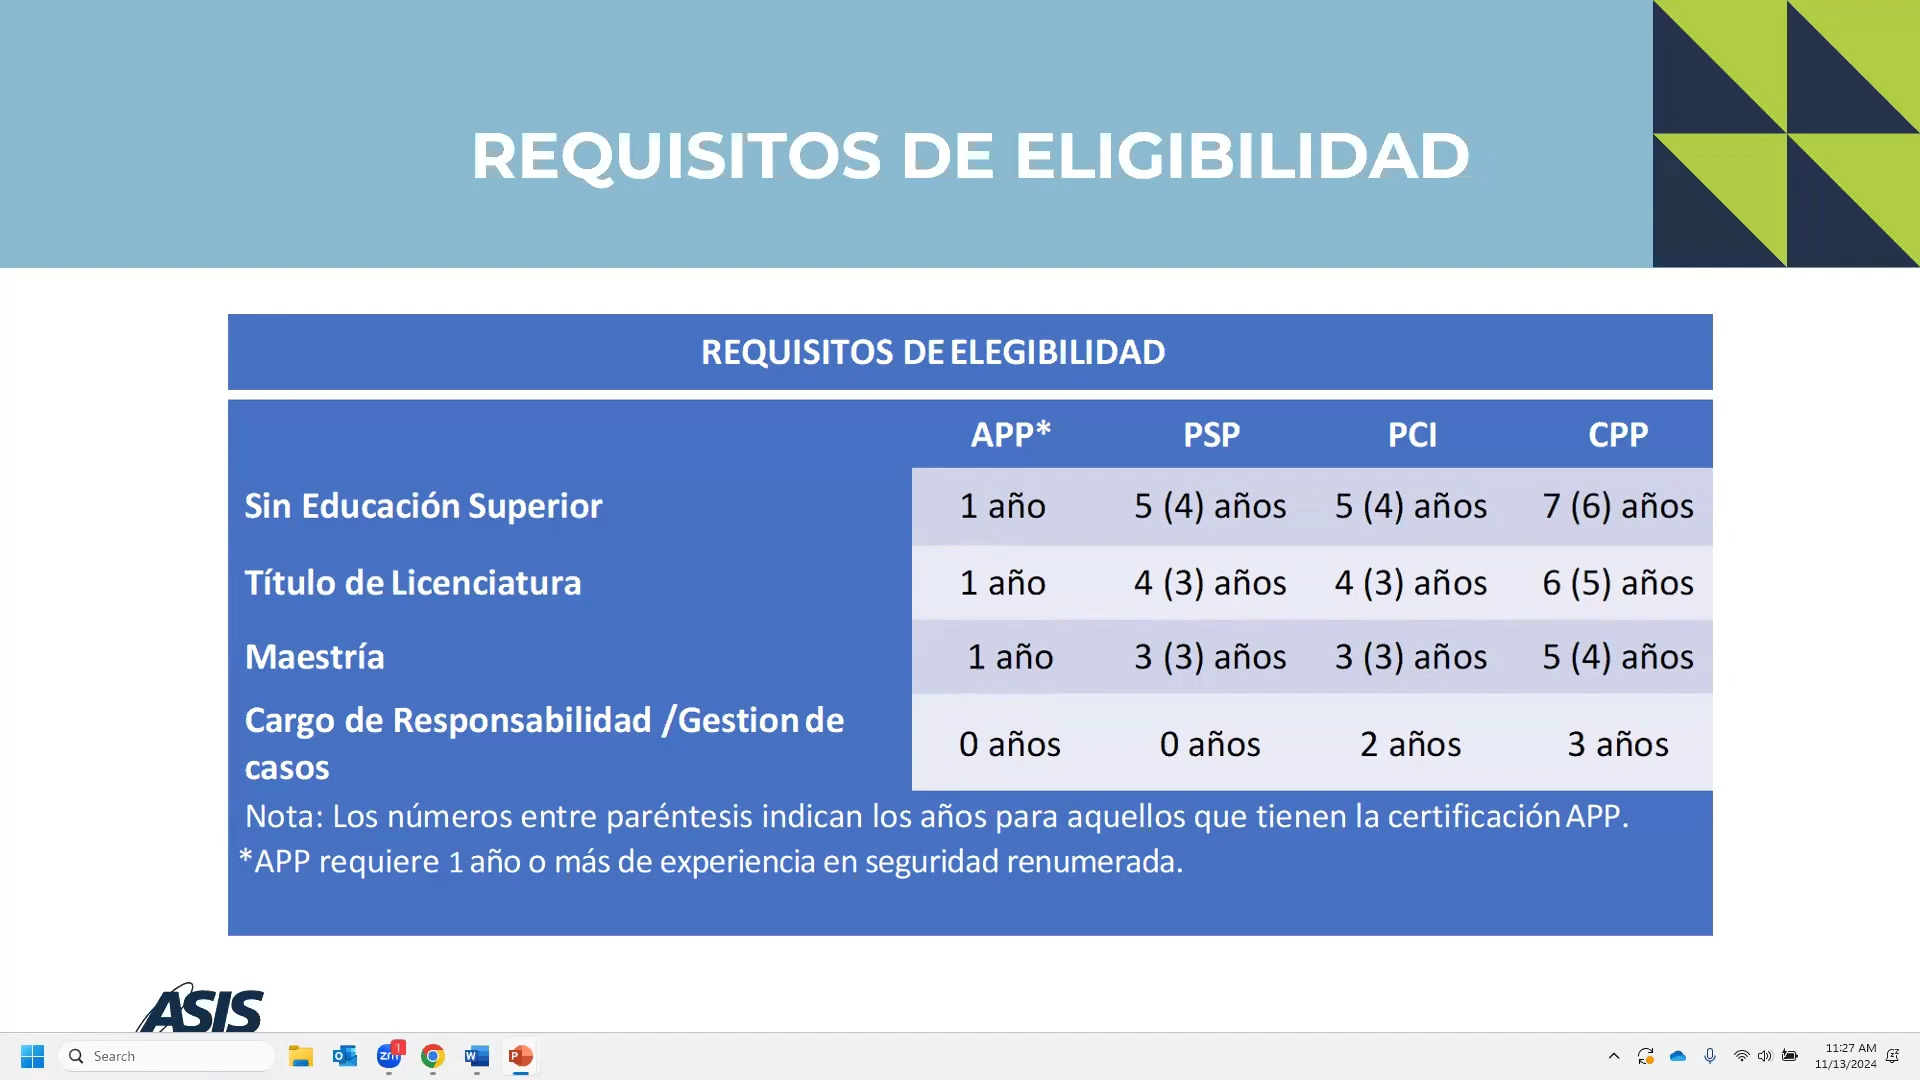 REQUISITOS DE ELIGIBILIDAD
REQUISITOS DE ELEGIBILIDAD
APP* PSP PCI CPP
Sin Educación Superior 1 año 5 (4) años 5 (4) años 7 (6) años
Título de Licenciatura 1 año 4 (3) años 4 (3) años 6 (5) años
Maestría 1 año 3 (3) años 3 (3) años 5 (4) años
Cargo de Responsabilidad /Gestion de
casos 0 años 0 años 2 años 3 años
Nota: Los números entre paréntesis indican los años para aquellos que tienen la certificación APP.
*APP requiere 1 año o más de experiencia en seguridad renumerada.
ASIS
Search
1
zm
11:27 AM
11/13/2024